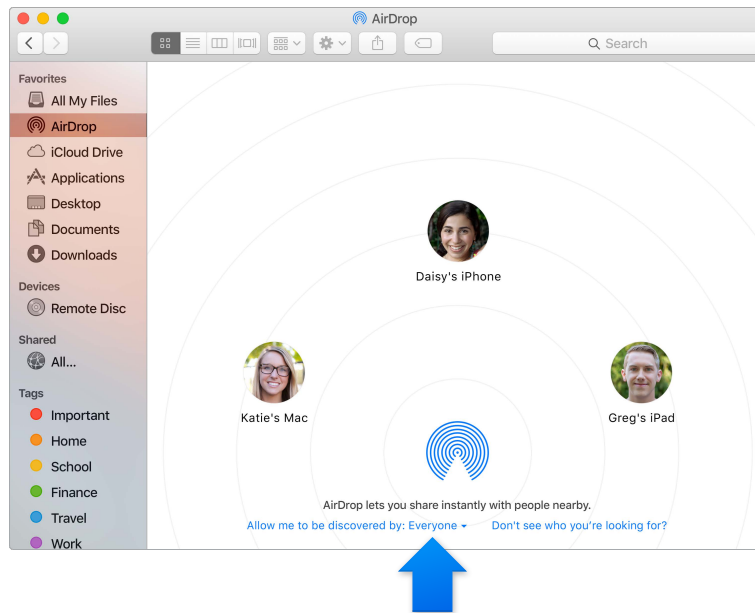 AirDrop
Search
Favorites
All My Files
AirDrop
iCloud Drive
Applications
Desktop
Documents
Downloads
Devices
Remote Disc
Shared
All...
Tags
Important
Home
School
Finance
Travel
Work
Daisy's iPhone
Katie's Mac
Greg's iPad
AirDrop lets you share instantly with people nearby.
Allow me to be discovered by: Everyone
Don't see who you're looking for?